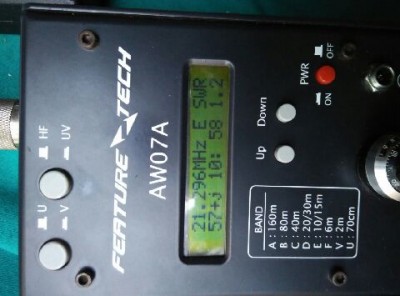 FEATURE TECH
AW07A
21.296MHz E SWR
57+j 10: 58 1.2
HF
UV
U
V
Up
Down
PWR
OFF
ON
BAND
A : 160m
B : 80m
C : 40m
D : 20/30m
E : 10/15m
F : 6m
V : 2m
U : 70cm